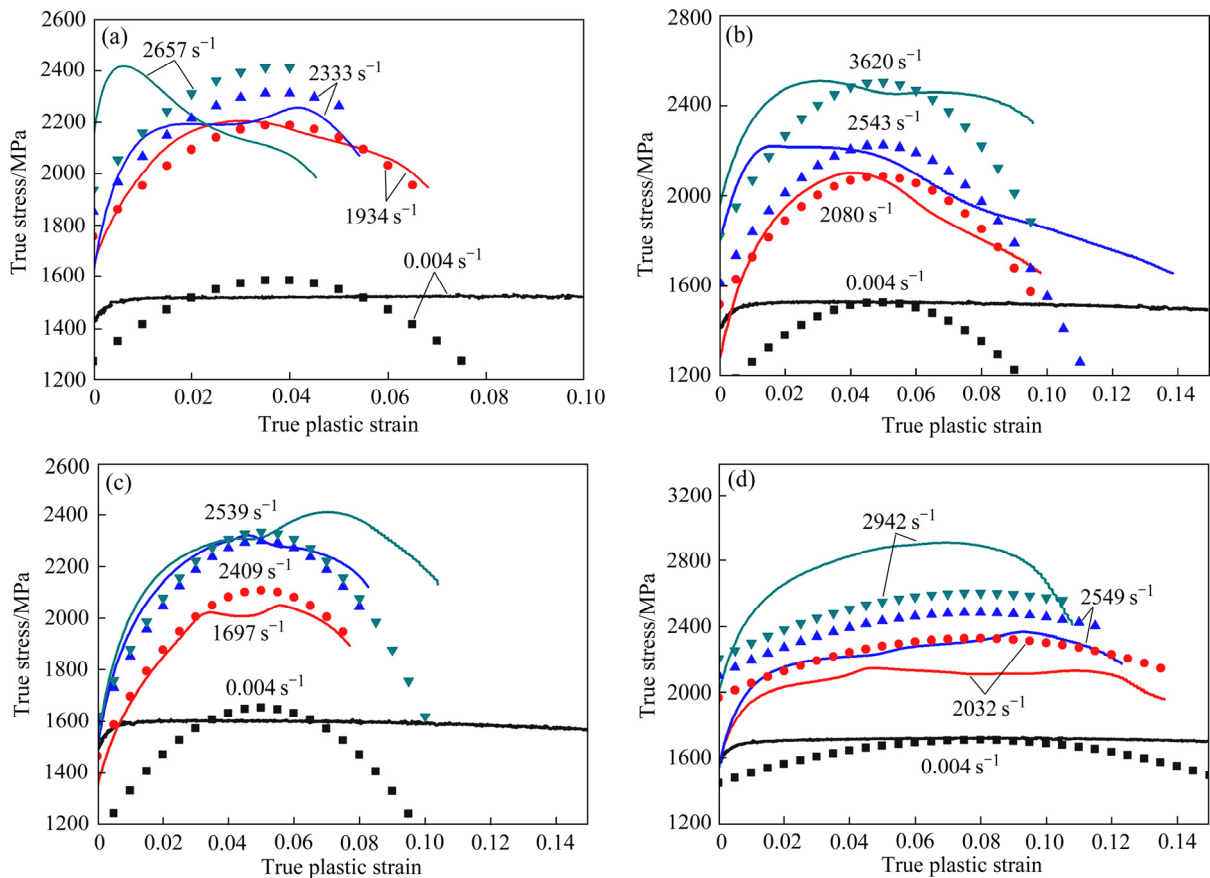 (a)
2600
2400
2200
2000
1800
1600
1400
1200
True stress/MPa
2657 s⁻¹
2333 s⁻¹
1934 s⁻¹
0.004 s⁻¹
0 0.02 0.04 0.06 0.08 0.10
True plastic strain
(b)
2800
2400
2000
1600
1200
True stress/MPa
3620 s⁻¹
2543 s⁻¹
2080 s⁻¹
0.004 s⁻¹
0 0.02 0.04 0.06 0.08 0.10 0.12 0.14
True plastic strain
(c)
2600
2400
2200
2000
1800
1600
1400
1200
True stress/MPa
2539 s⁻¹
2409 s⁻¹
1697 s⁻¹
0.004 s⁻¹
0 0.02 0.04 0.06 0.08 0.10 0.12 0.14
True plastic strain
(d)
3200
2800
2400
2000
1600
1200
True stress/MPa
2942 s⁻¹
2549 s⁻¹
2032 s⁻¹
0.004 s⁻¹
0 0.02 0.04 0.06 0.08 0.10 0.12 0.14
True plastic strain